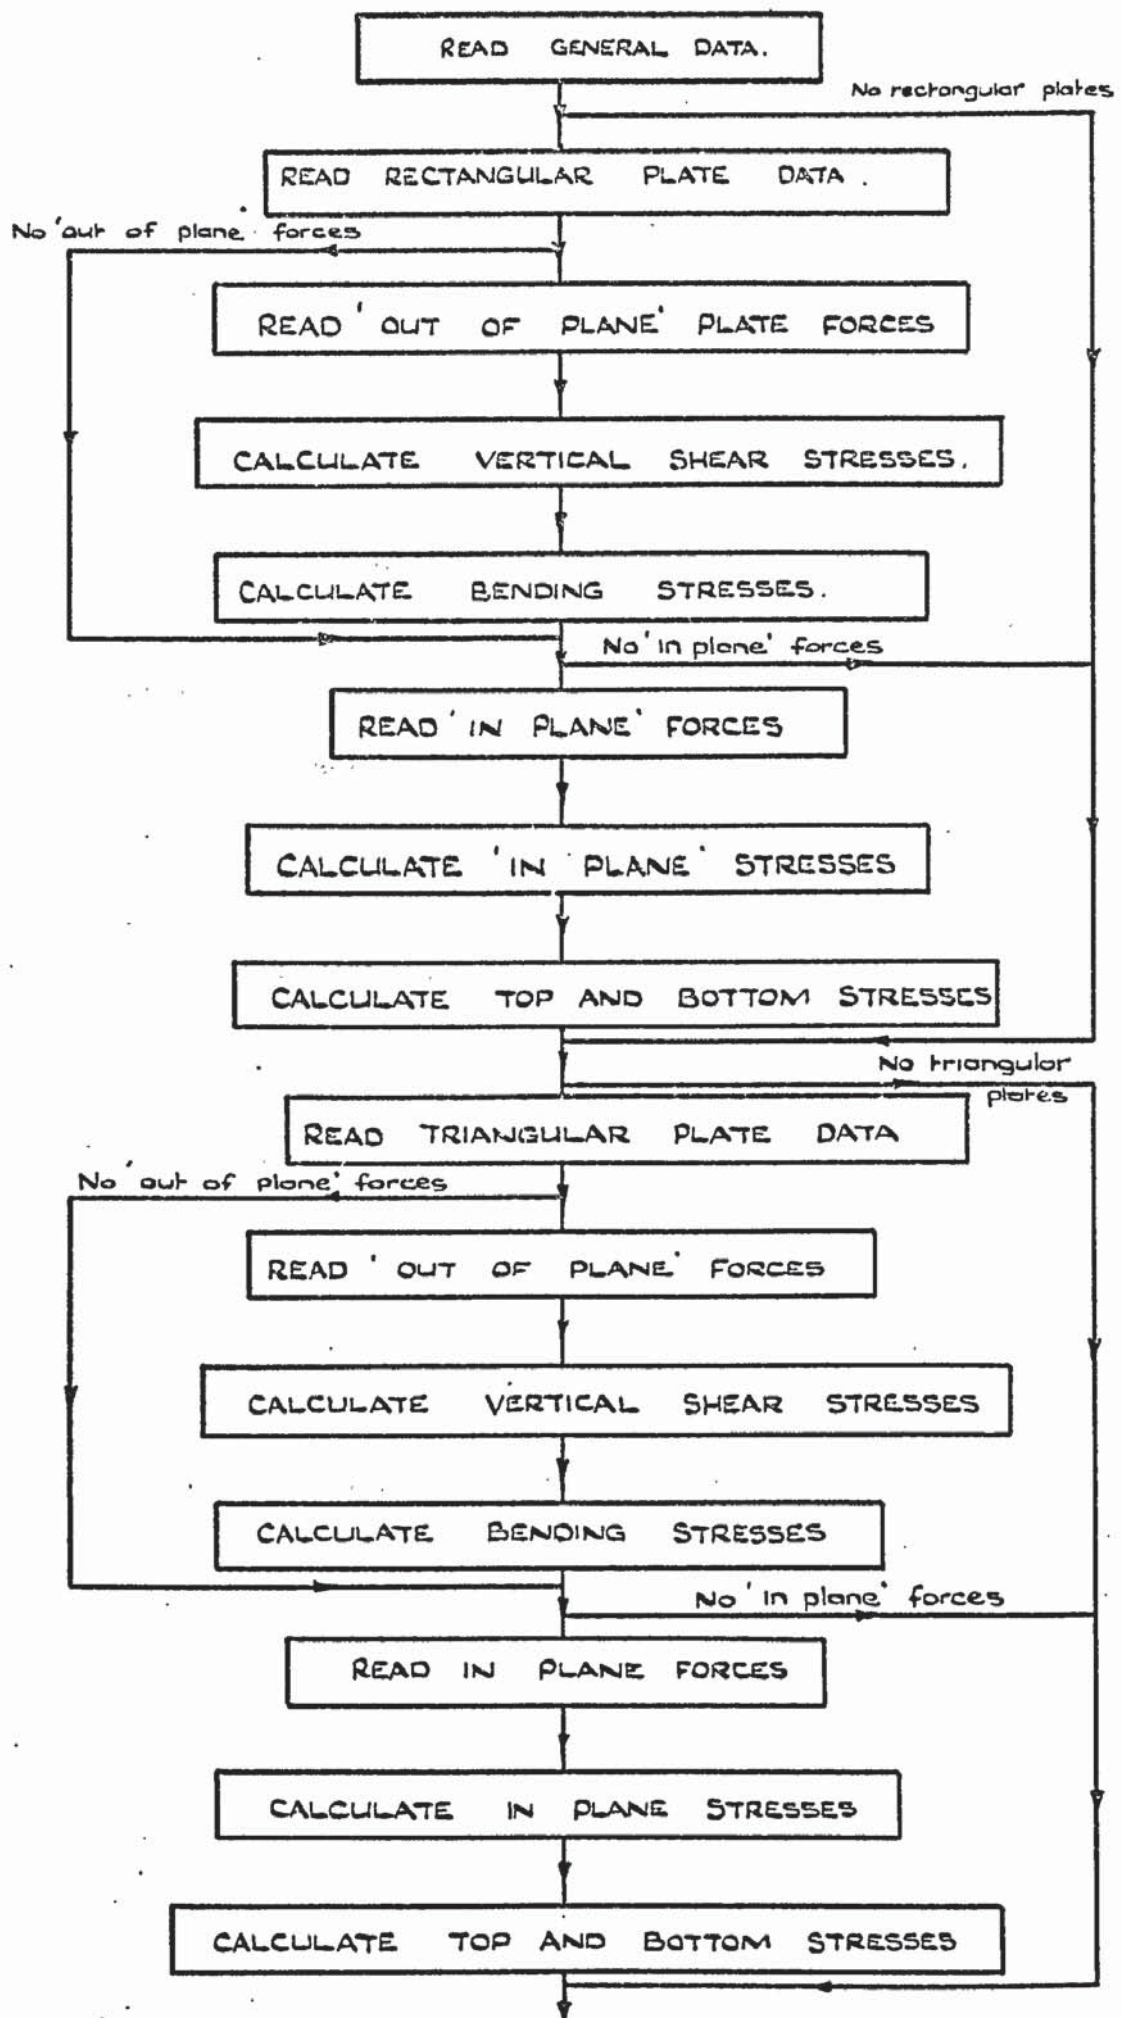 READ GENERAL DATA.
No rectangular plates
READ RECTANGULAR PLATE DATA.
No 'out of plane' forces
READ 'OUT OF PLANE' PLATE FORCES
CALCULATE VERTICAL SHEAR STRESSES.
CALCULATE BENDING STRESSES.
No 'in plane' forces
READ 'IN PLANE' FORCES
CALCULATE 'IN PLANE' STRESSES
CALCULATE TOP AND BOTTOM STRESSES
No triangular
plates
READ TRIANGULAR PLATE DATA
No 'out of plane' forces
READ 'OUT OF PLANE' FORCES
CALCULATE VERTICAL SHEAR STRESSES
CALCULATE BENDING STRESSES
No 'in plane' forces
READ IN PLANE FORCES
CALCULATE IN PLANE STRESSES
CALCULATE TOP AND BOTTOM STRESSES